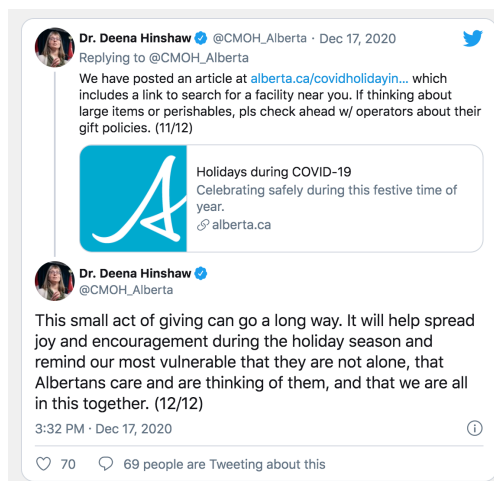 Dr. Deena Hinshaw @CMOH_Alberta · Dec 17, 2020
Replying to @CMOH_Alberta
We have posted an article at alberta.ca/covidholidayin... which
includes a link to search for a facility near you. If thinking about
large items or perishables, pls check ahead w/ operators about their
gift policies. (11/12)
Holidays during COVID-19
Celebrating safely during this festive time of
year.
alberta.ca
Dr. Deena Hinshaw
@CMOH_Alberta
This small act of giving can go a long way. It will help spread
joy and encouragement during the holiday season and
remind our most vulnerable that they are not alone, that
Albertans care and are thinking of them, and that we are all
in this together. (12/12)
3:32 PM · Dec 17, 2020
70 69 people are Tweeting about this